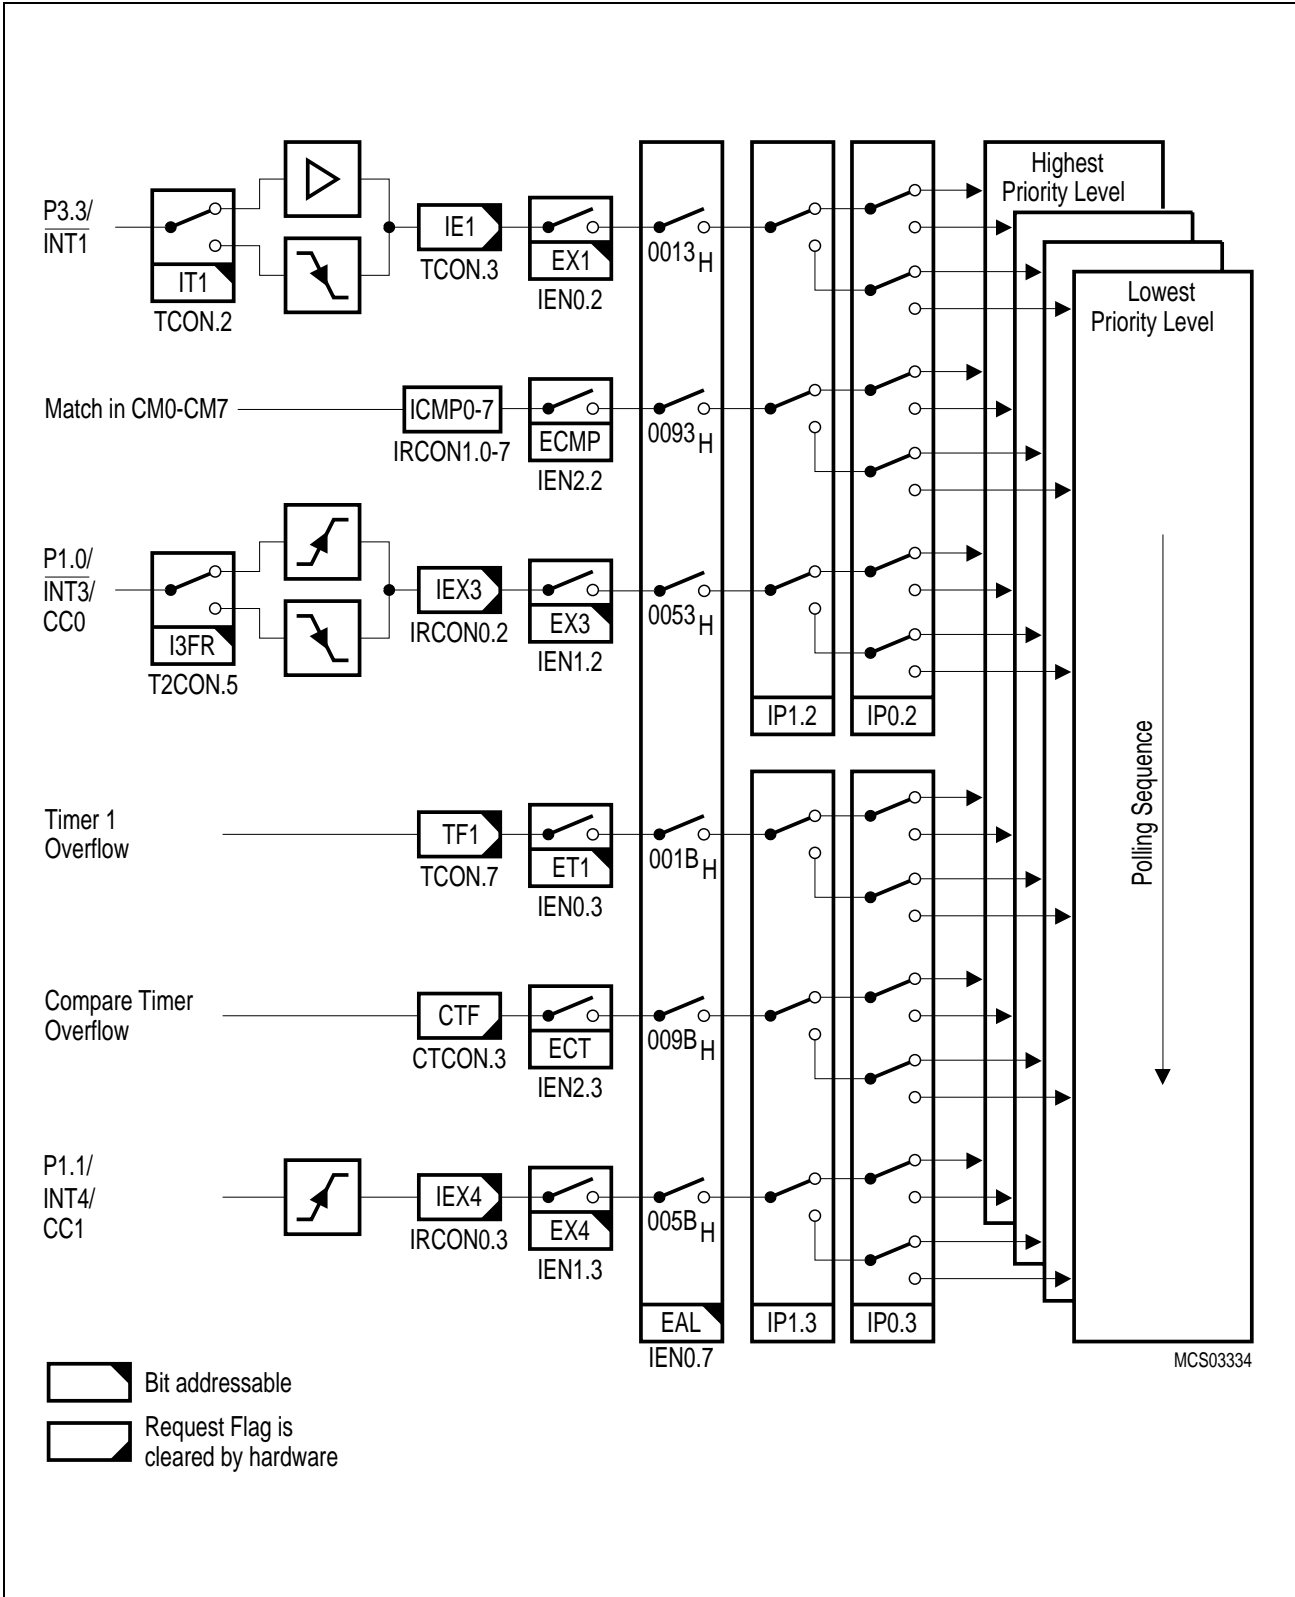 Highest
Priority Level
Lowest
Priority Level
P3.3/
INT1
IT1
TCON.2
IE1
TCON.3
EX1
IEN0.2
0013H
Match in CM0-CM7
ICMP0-7
IRCON1.0-7
ECMP
IEN2.2
0093H
P1.0/
INT3/
CC0
I3FR
T2CON.5
IEX3
IRCON0.2
EX3
IEN1.2
0053H
IP1.2
IP0.2
Polling Sequence
Timer 1
Overflow
TF1
TCON.7
ET1
IEN0.3
001BH
Compare Timer
Overflow
CTF
CTCON.3
ECT
IEN2.3
009BH
P1.1/
INT4/
CC1
IEX4
IRCON0.3
EX4
IEN1.3
005BH
EAL
IEN0.7
IP1.3
IP0.3
MCS03334
Bit addressable
Request Flag is
cleared by hardware